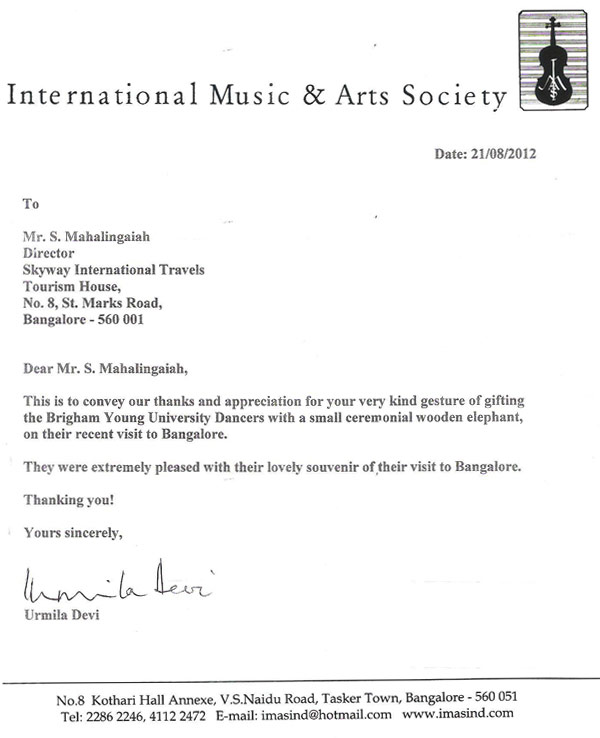 International Music & Arts Society
Date: 21/08/2012
To
Mr. S. Mahalingaiah
Director
Skyway International Travels
Tourism House,
No. 8, St. Marks Road,
Bangalore - 560 001
Dear Mr. S. Mahalingaiah,
This is to convey our thanks and appreciation for your very kind gesture of gifting
the Brigham Young University Dancers with a small ceremonial wooden elephant,
on their recent visit to Bangalore.
They were extremely pleased with their lovely souvenir of their visit to Bangalore.
Thanking you!
Yours sincerely,
Urmila Devi
Urmila Devi
No.8 Kothari Hall Annexe, V.S.Naidu Road, Tasker Town, Bangalore - 560 051
Tel: 2286 2246, 4112 2472 E-mail: imasind@hotmail.com www.imasind.com